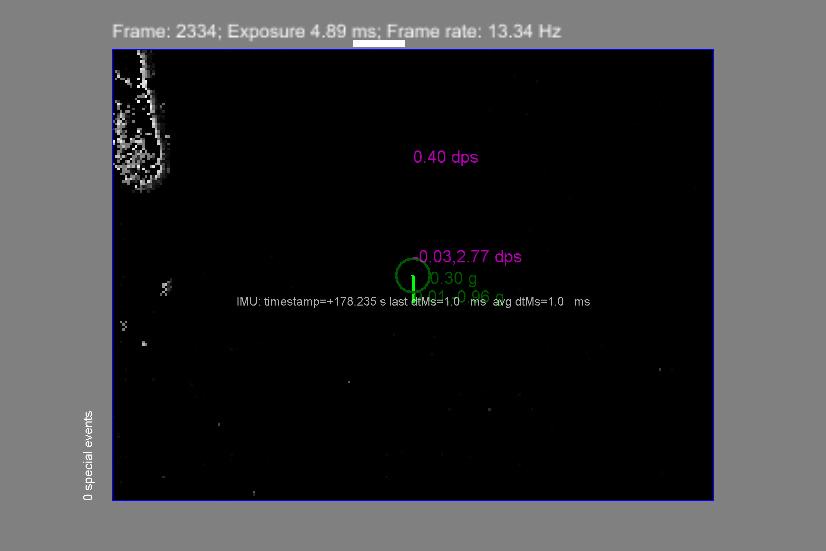 Frame: 2334; Exposure 4.89 ms; Frame rate: 13.34 Hz
0.40 dps
-0.03,2.77 dps
0.30 g
0.96 g
IMU: timestamp=+178.235 s last dtMs=1.0 ms avg dtMs=1.0 ms
0 special events